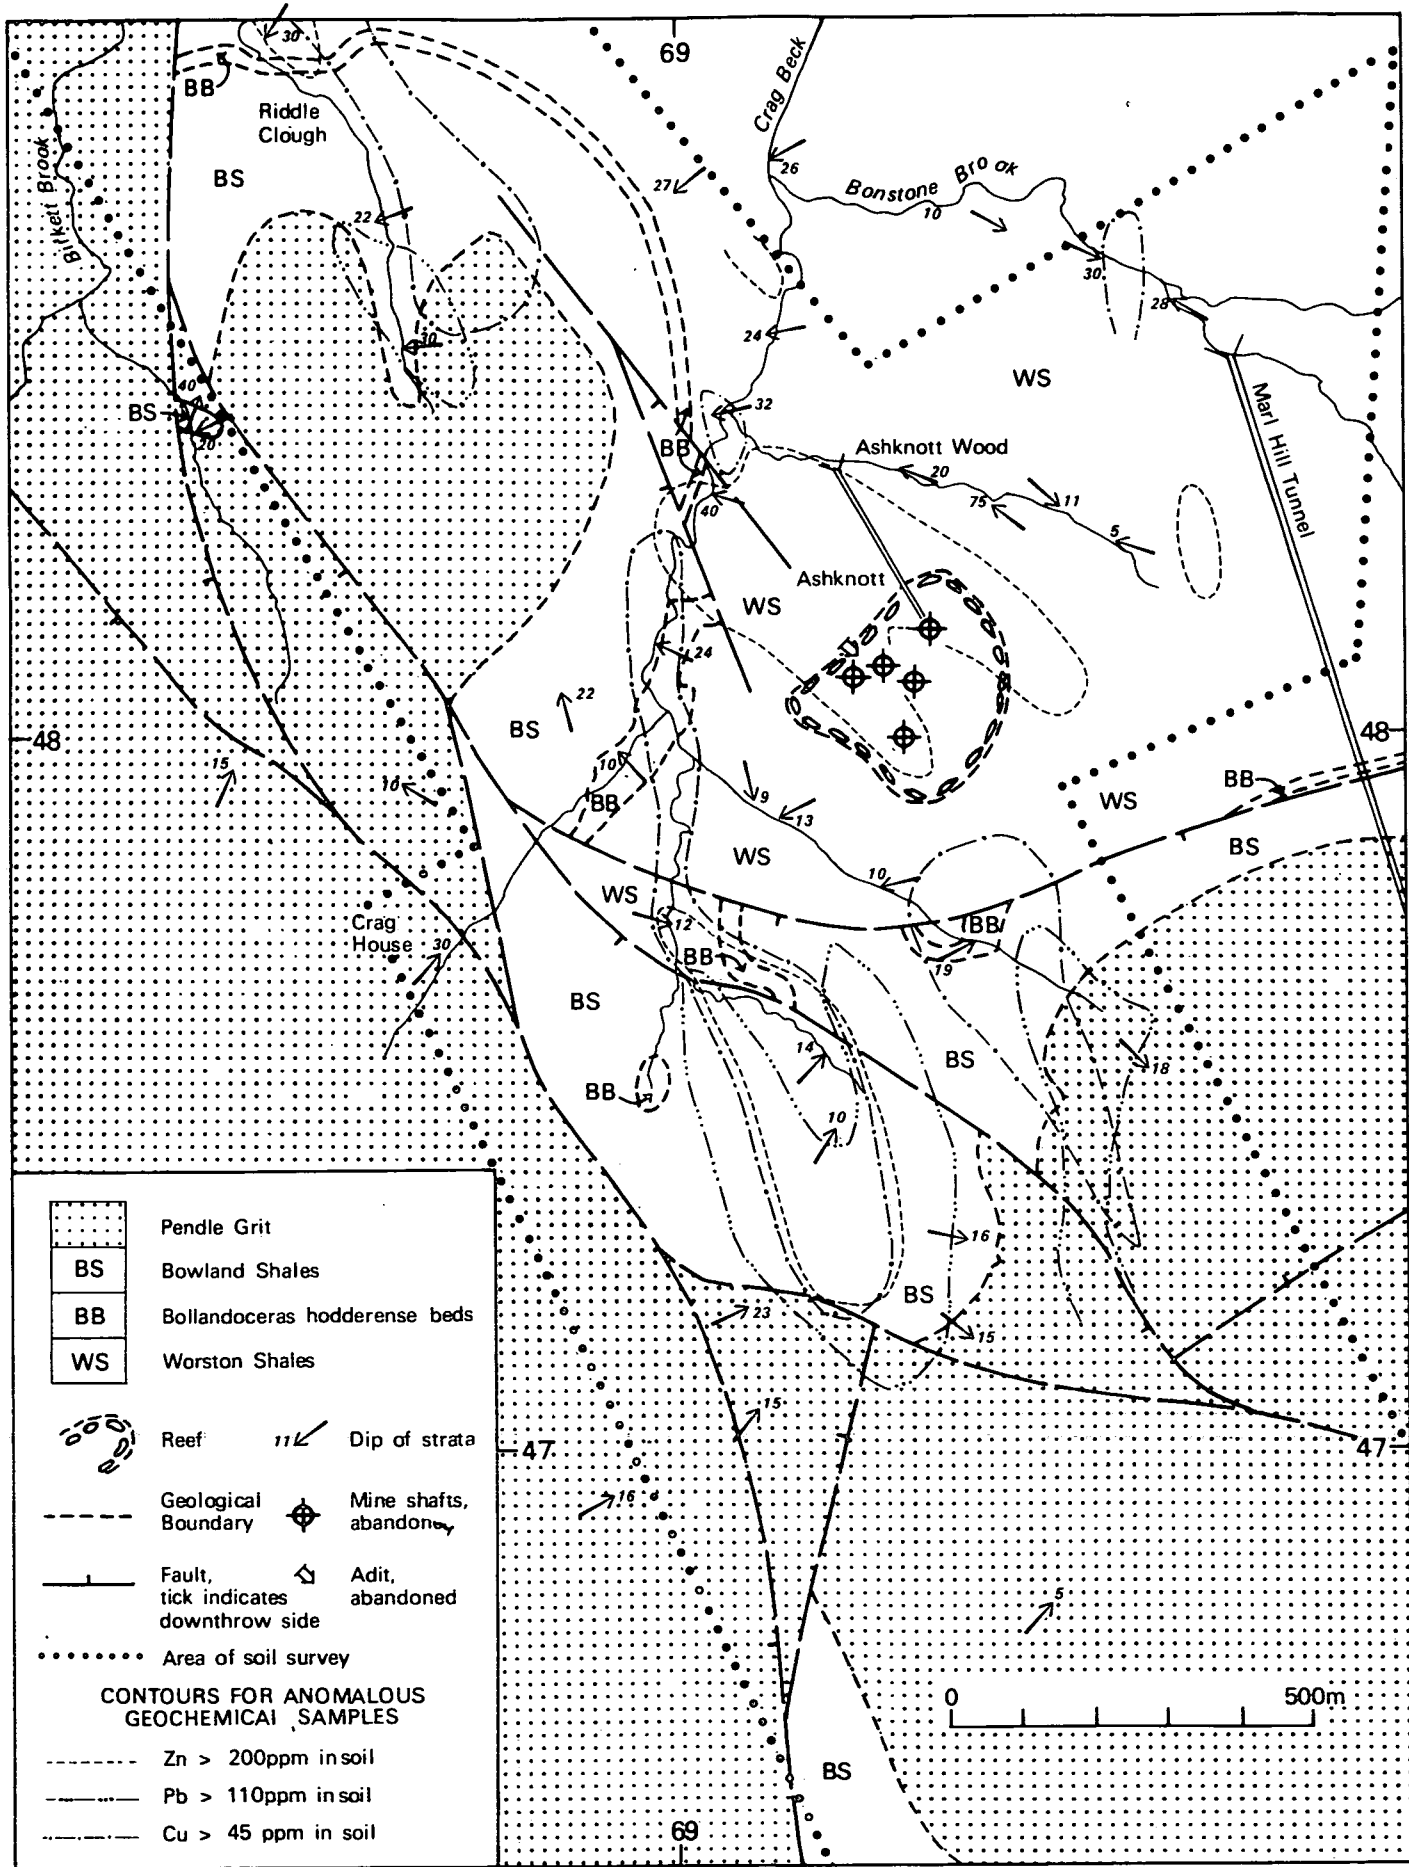 30
69
Crag Beck
BB
Riddle
Clough
Birkett Brook
BS
27
26
Bonstone Brook
10
22
30
28
24
30
WS
40
BS
20
32
BB
Ashknott Wood
20
Marl Hill Tunnel
40
75
11
5
Ashknott
WS
24
22
BS
48
48
15
10
10
BB
9
13
BB
WS
WS
BS
10
WS
12
BB
Crag
House
30
BB
19
BS
14
BS
18
BB
10
16
BS
23
15
15
47
47
16
5
Pendle Grit
BS Bowland Shales
BB Bollandoceras hodderense beds
WS Worston Shales
Reef
11 Dip of strata
Geological
Boundary
Mine shafts,
abandoned
Fault,
tick indicates
downthrow side
Adit,
abandoned
Area of soil survey
CONTOURS FOR ANOMALOUS
GEOCHEMICAL SAMPLES
Zn > 200ppm in soil
Pb > 110ppm in soil
Cu > 45 ppm in soil
0 500m
BS
69